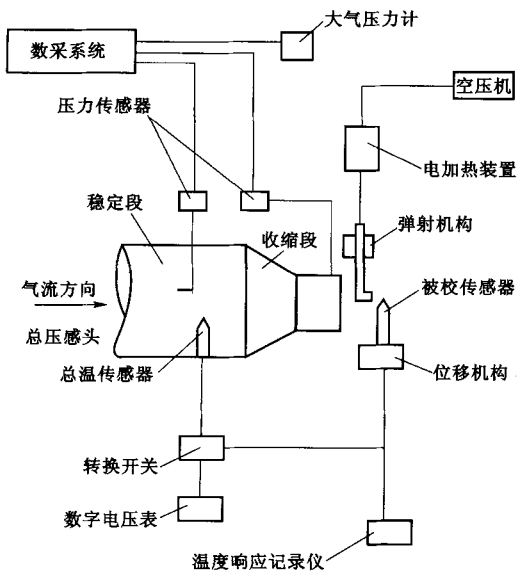 大气压力计
数采系统
空压机
压力传感器
电加热装置
稳定段
收缩段
弹射机构
气流方向
被校传感器
总压感头
总温传感器
位移机构
转换开关
数字电压表
温度响应记录仪